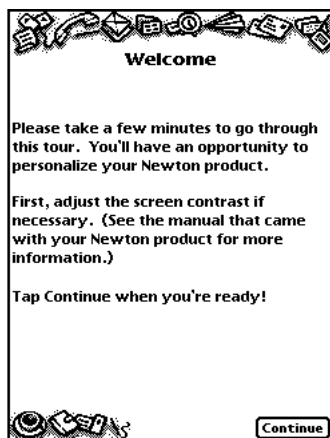 Welcome
Please take a few minutes to go through
this tour.  You'll have an opportunity to
personalize your Newton product.
First, adjust the screen contrast if
necessary.  (See the manual that came
with your Newton product for more
information.)
Tap Continue when you're ready!
Continue